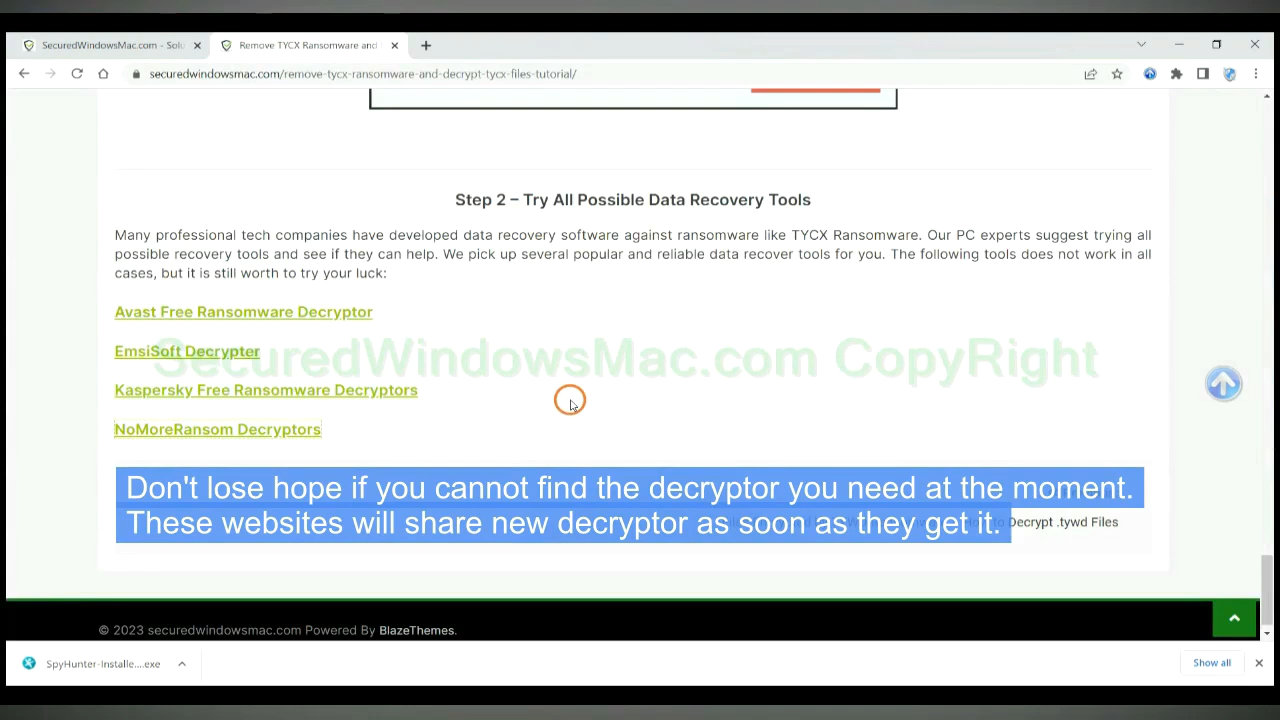 SecuredWindowsMac.com - Solu
Remove TYCX Ransomware and
securedwindowsmac.com/remove-tycx-ransomware-and-decrypt-tycx-files-tutorial/
Step 2 – Try All Possible Data Recovery Tools
Many professional tech companies have developed data recovery software against ransomware like TYCX Ransomware. Our PC experts suggest trying all
possible recovery tools and see if they can help. We pick up several popular and reliable data recover tools for you. The following tools does not work in all
cases, but it is still worth to try your luck:
Avast Free Ransomware Decryptor
EmsiSoft Decrypter
SecuredWindowsMac.com CopyRight
Kaspersky Free Ransomware Decryptors
NoMoreRansom Decryptors
Don't lose hope if you cannot find the decryptor you need at the moment.
These websites will share new decryptor as soon as they get it.
Decrypt .tywd Files
© 2023 securedwindowsmac.com Powered By BlazeThemes.
SpyHunter-Installe....exe
Show all